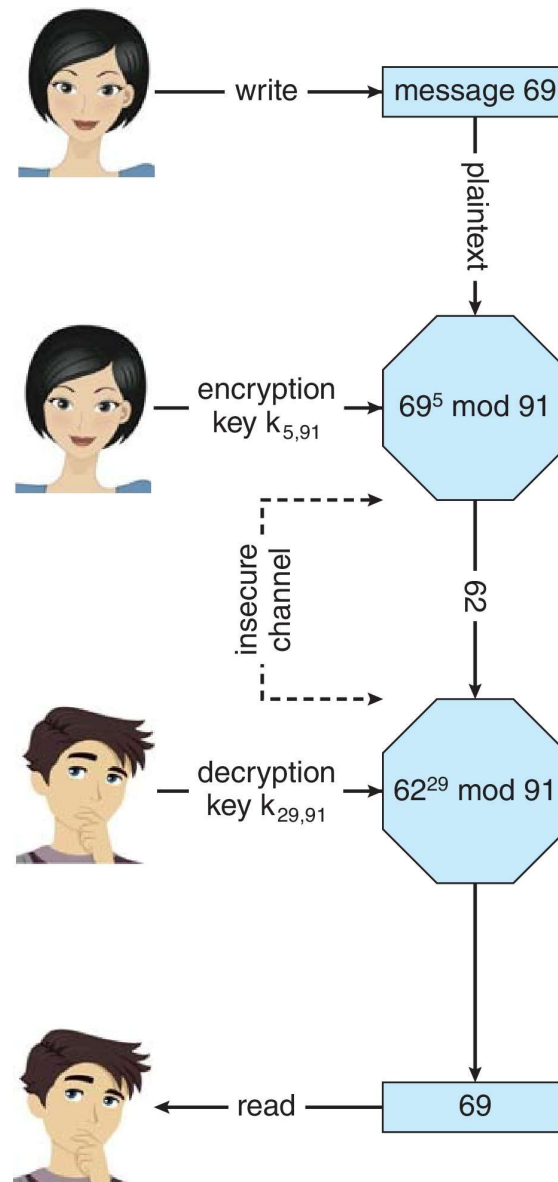 write
message 69
plaintext
encryption
key k₅,₉₁
69⁵ mod 91
insecure
channel
62
decryption
key k₂₉,₉₁
62²⁹ mod 91
read
69